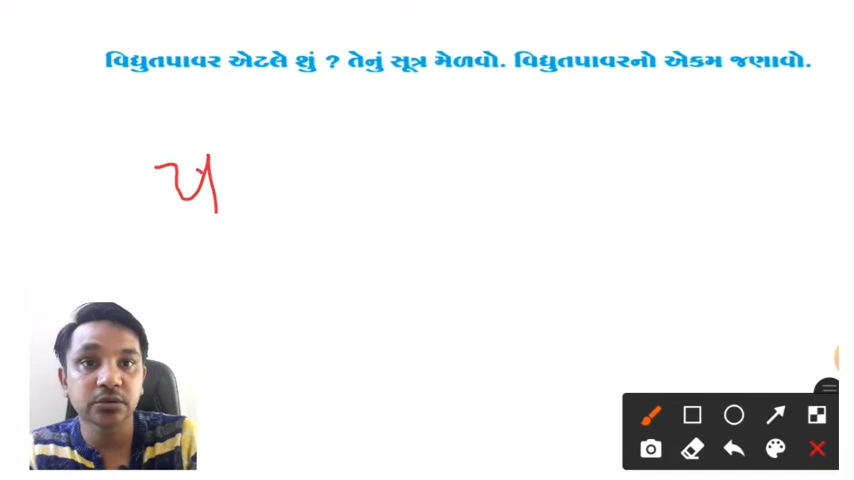 વિદ્યુતપાવર એટલે શું ? તેનું સૂત્ર મેળવો. વિદ્યુતપાવરનો એકમ જણાવો.